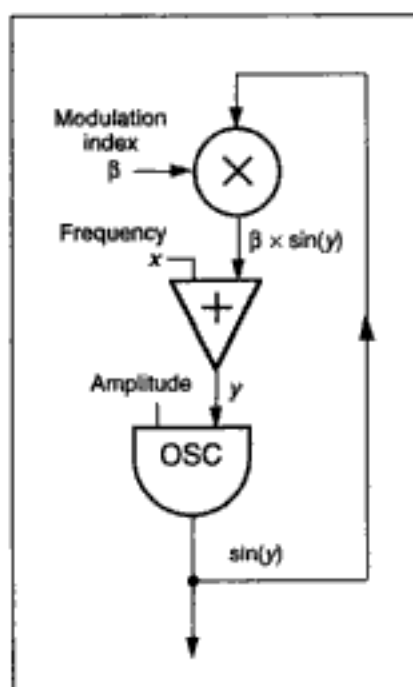 Modulation
index
β
×
β × sin(y)
Frequency
x
+
Amplitude
y
OSC
sin(y)